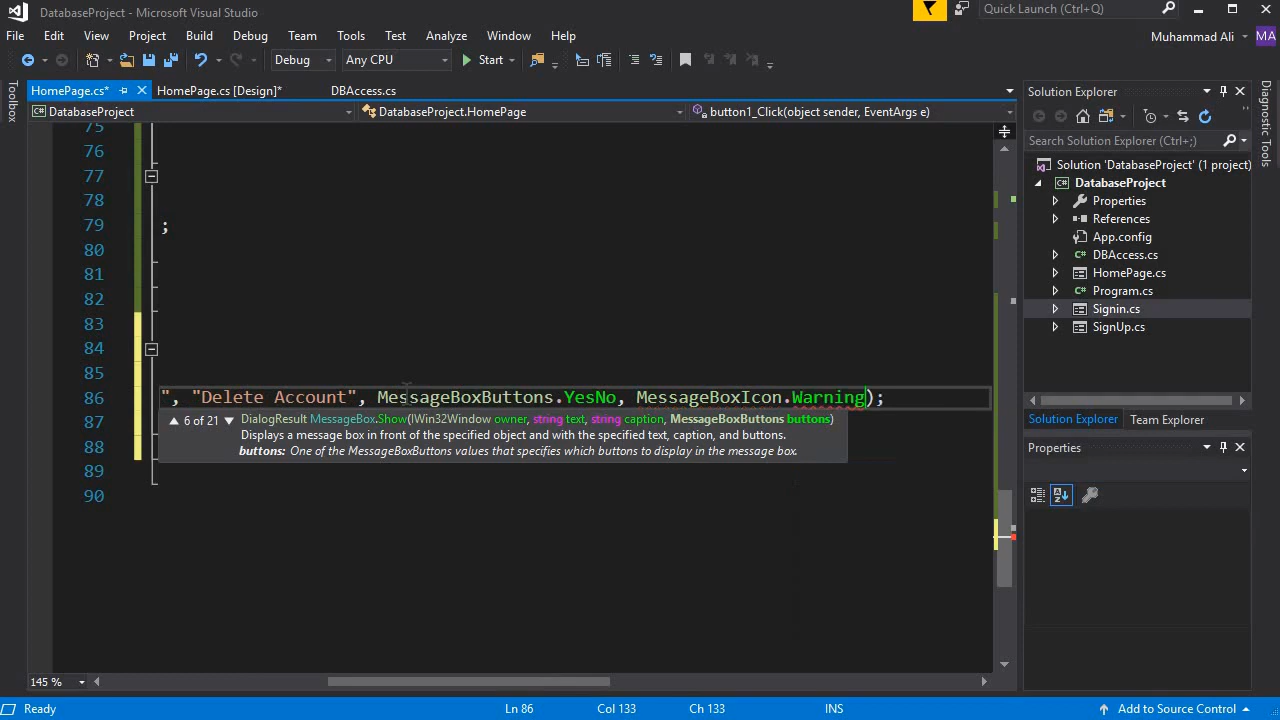 DatabaseProject - Microsoft Visual Studio
Quick Launch (Ctrl+;)
File Edit View Project Build Debug Team Tools Test Analyze Window Help
Muhammad Ali MA
Debug Any CPU Start
HomePage.cs* HomePage.cs [Design]* DBAccess.cs
DatabaseProject DatabaseProject.HomePage button1_Click(object sender, EventArgs e)
Toolbox
75
76
77
78
79 ;
80
81
82
83
84
85
86 ", "Delete Account", MessageBoxButtons.YesNo, MessageBoxIcon.Warning);
87
88
89
90
▲ 6 of 21 ▼ DialogResult MessageBox.Show(IWin32Window owner, string text, string caption, MessageBoxButtons buttons)
Displays a message box in front of the specified object and with the specified text, caption, and buttons.
buttons: One of the MessageBoxButtons values that specifies which buttons to display in the message box.
145 %
Solution Explorer
Search Solution Explorer (Ctrl+;)
Solution 'DatabaseProject' (1 project)
DatabaseProject
Properties
References
App.config
DBAccess.cs
HomePage.cs
Program.cs
Signin.cs
SignUp.cs
Solution Explorer Team Explorer
Properties
Diagnostic Tools
Ready Ln 86 Col 133 Ch 133 INS Add to Source Control